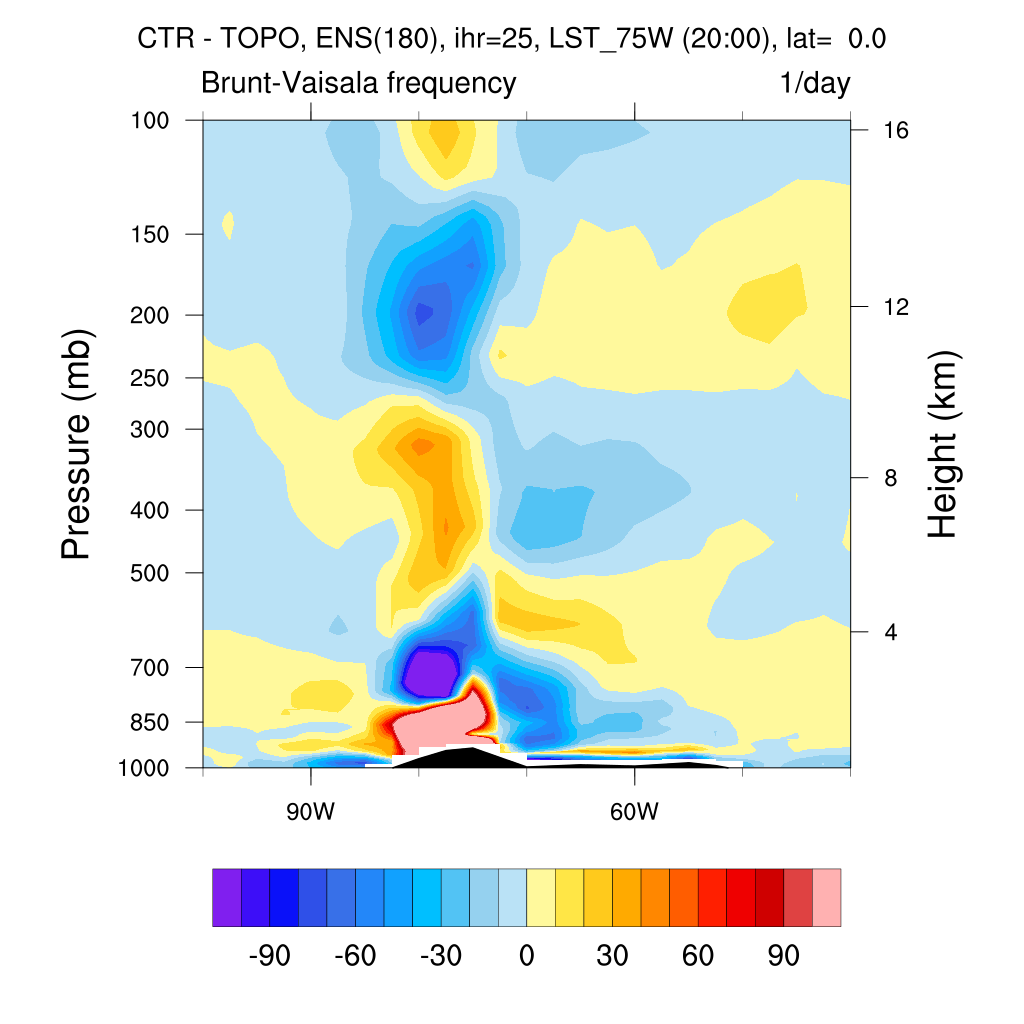 CTR - TOPO, ENS(180), ihr=25, LST_75W (20:00), lat=  0.0
Brunt-Vaisala frequency 1/day
100
150
200
250
300
400
500
700
850
1000
Pressure (mb)
16
12
8
4
Height (km)
90W 60W
-90 -60 -30 0 30 60 90